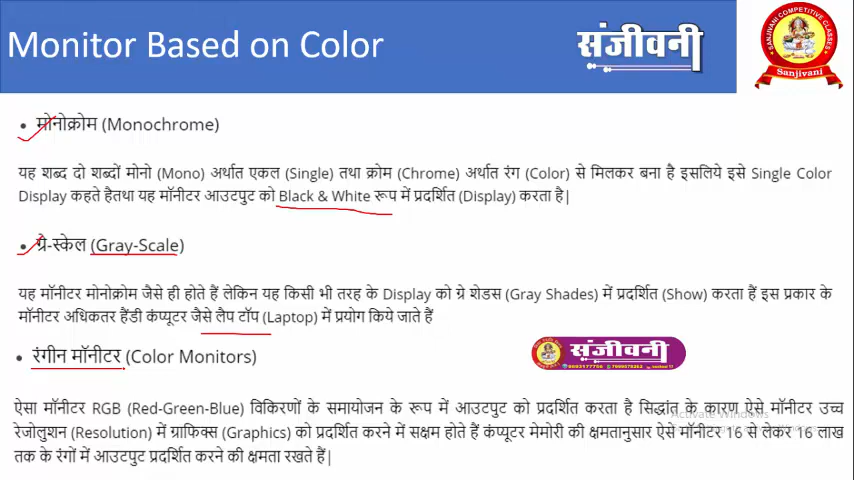 Monitor Based on Color
संजीवनी
SANJIVANI COMPETITIVE CLASSES
Sanjivani
• मोनोक्रोम (Monochrome)
यह शब्द दो शब्दों मोनो (Mono) अर्थात एकल (Single) तथा क्रोम (Chrome) अर्थात रंग (Color) से मिलकर बना है इसलिये इसे Single Color
Display कहते हैतथा यह मॉनीटर आउटपुट को Black & White रूप में प्रदर्शित (Display) करता है|
• ग्रे-स्केल (Gray-Scale)
यह मॉनीटर मोनोक्रोम जैसे ही होते हैं लेकिन यह किसी भी तरह के Display को ग्रे शेडस (Gray Shades) में प्रदर्शित (Show) करता हैं इस प्रकार के
मॉनीटर अधिकतर हैंडी कंप्यूटर जैसे लैप टॉप (Laptop) में प्रयोग किये जाते हैं
• रंगीन मॉनीटर (Color Monitors)
संजीवनी
ऐसा मॉनीटर RGB (Red-Green-Blue) विकिरणों के समायोजन के रूप में आउटपुट को प्रदर्शित करता है सिद्धांत के कारण ऐसे मॉनीटर उच्च
Activate Windows
रेजोलुशन (Resolution) में ग्राफिक्स (Graphics) को प्रदर्शित करने में सक्षम होते हैं कंप्यूटर मेमोरी की क्षमतानुसार ऐसे मॉनीटर 16 से लेकर 16 लाख
तक के रंगों में आउटपुट प्रदर्शित करने की क्षमता रखते हैं|